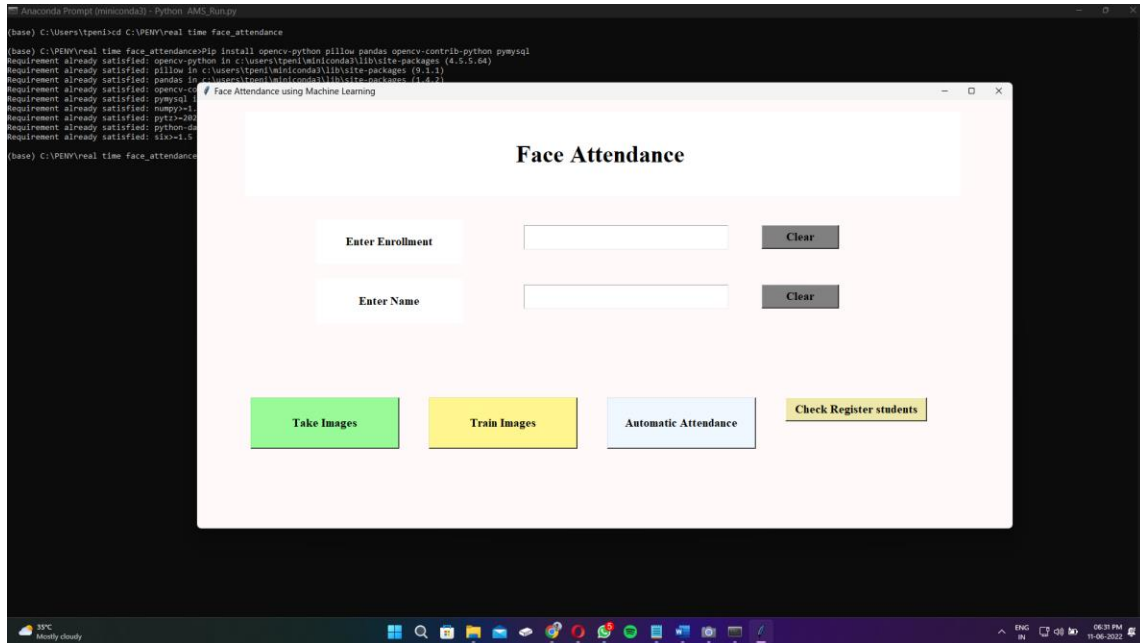 Anaconda Prompt (miniconda3) - Python AMS_Run.py
(base) C:\Users\tpeni>cd C:\PENY\real time face_attendance
(base) C:\PENY\real time face_attendance>Pip install opencv-python pillow pandas opencv-contrib-python pymysql
Requirement already satisfied: opencv-python in c:\users\tpeni\miniconda3\lib\site-packages (4.5.5.64)
Requirement already satisfied: pillow in c:\users\tpeni\miniconda3\lib\site-packages (9.1.1)
Requirement already satisfied: pandas in c:\users\tpeni\miniconda3\lib\site-packages (1.4.2)
Requirement already satisfied: opencv-co
Requirement already satisfied: pymysql i
Requirement already satisfied: numpy>=1.
Requirement already satisfied: pytz>=202
Requirement already satisfied: python-da
Requirement already satisfied: six>=1.5
(base) C:\PENY\real time face_attendance
Face Attendance using Machine Learning
Face Attendance
Enter Enrollment
Clear
Enter Name
Clear
Take Images
Train Images
Automatic Attendance
Check Register students
35°C
Mostly cloudy
5
ENG
IN
06:31 PM
11-06-2022